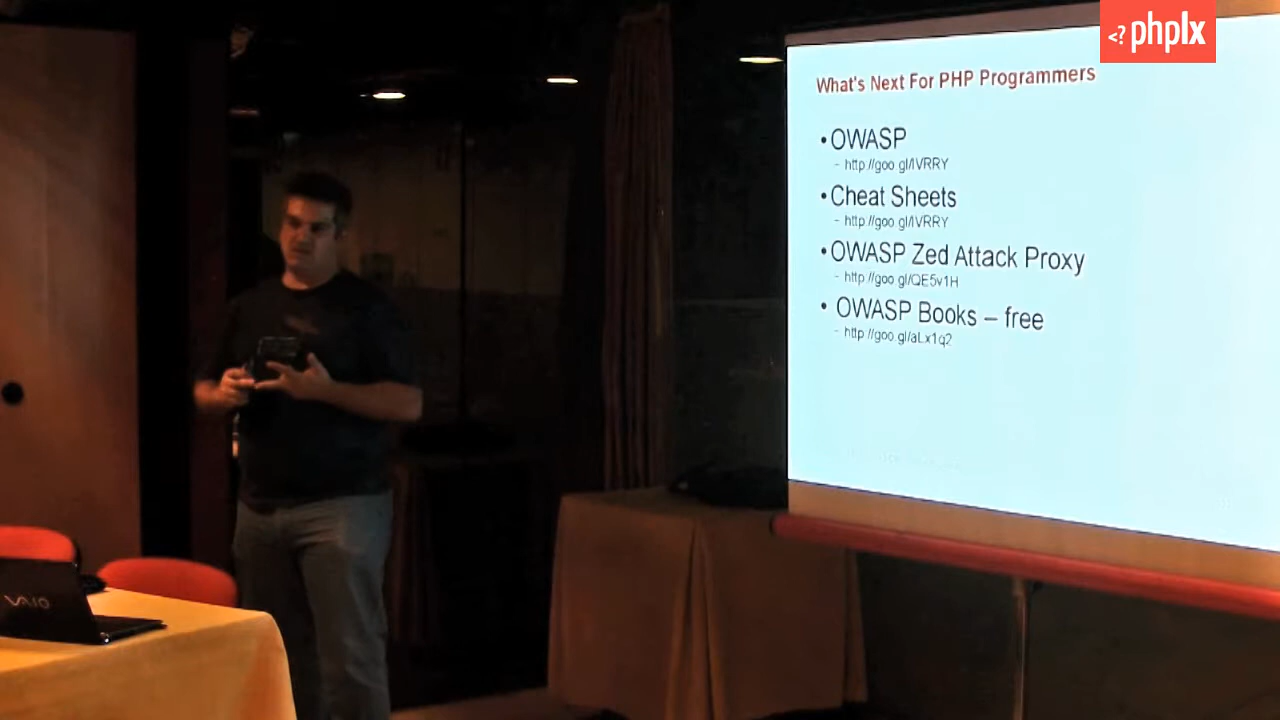 <? phplx
What's Next For PHP Programmers
• OWASP
- http://goo.gl/IVRRY
• Cheat Sheets
- http://goo.gl/IVRRY
• OWASP Zed Attack Proxy
- http://goo.gl/QE5v1H
• OWASP Books – free
- http://goo.gl/aLx1q2
VAIO